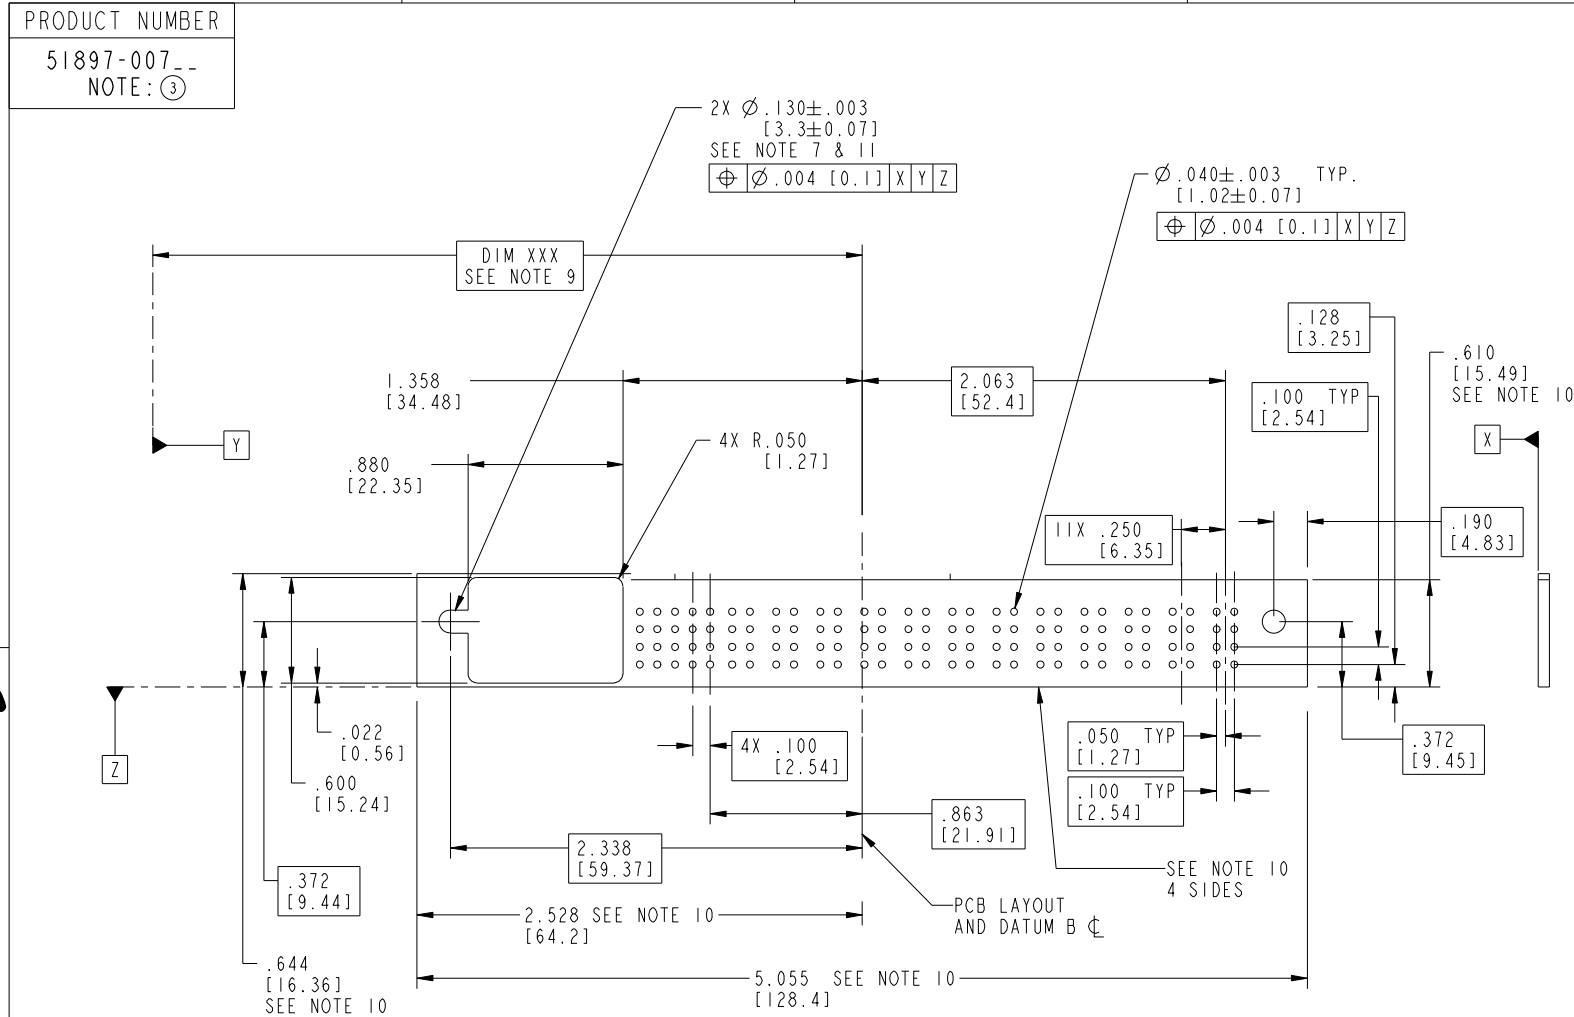 PRODUCT NUMBER
51897-007__
NOTE: 3
2X Ø.130±.003
[3.3±0.07]
SEE NOTE 7 & 11
⌖ Ø.004 [0.1] X Y Z
Ø.040±.003 TYP.
[1.02±0.07]
⌖ Ø.004 [0.1] X Y Z
DIM XXX
SEE NOTE 9
.128
[3.25]
.610
[15.49]
SEE NOTE 10
1.358
[34.48]
2.063
[52.4]
.100 TYP
[2.54]
Y
4X R.050
[1.27]
X
.880
[22.35]
11X .250
[6.35]
.190
[4.83]
.022
[0.56]
4X .100
[2.54]
.050 TYP
[1.27]
.372
[9.45]
Z
.600
[15.24]
.100 TYP
[2.54]
.863
[21.91]
2.338
[59.37]
.372
[9.44]
SEE NOTE 10
4 SIDES
2.528 SEE NOTE 10
[64.2]
PCB LAYOUT
AND DATUM B ℄
.644
[16.36]
SEE NOTE 10
5.055 SEE NOTE 10
[128.4]